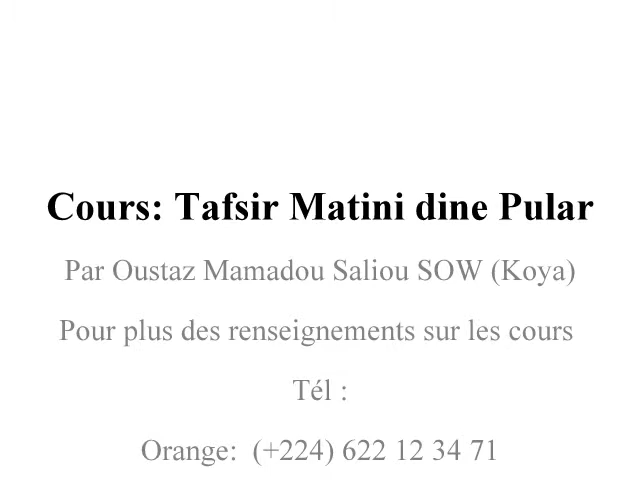 Cours: Tafsir Matini dine Pular
Par Oustaz Mamadou Saliou SOW (Koya)
Pour plus des renseignements sur les cours
Tél :
Orange:  (+224) 622 12 34 71